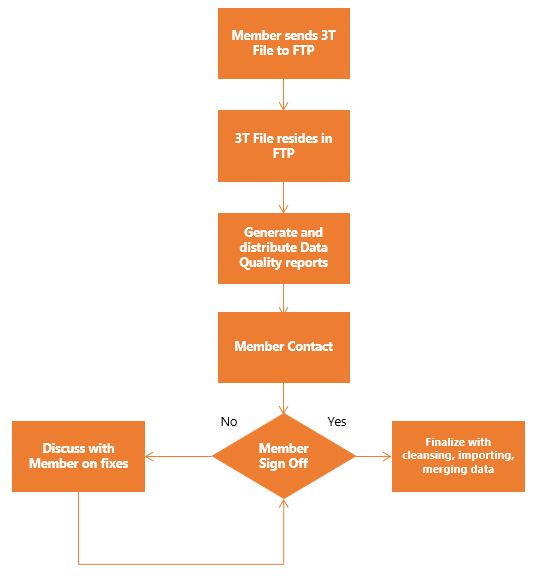 Member sends 3T
File to FTP
3T File resides in
FTP
Generate and
distribute Data
Quality reports
Member Contact
No
Yes
Discuss with
Member on fixes
Member
Sign Off
Finalize with
cleansing, importing,
merging data